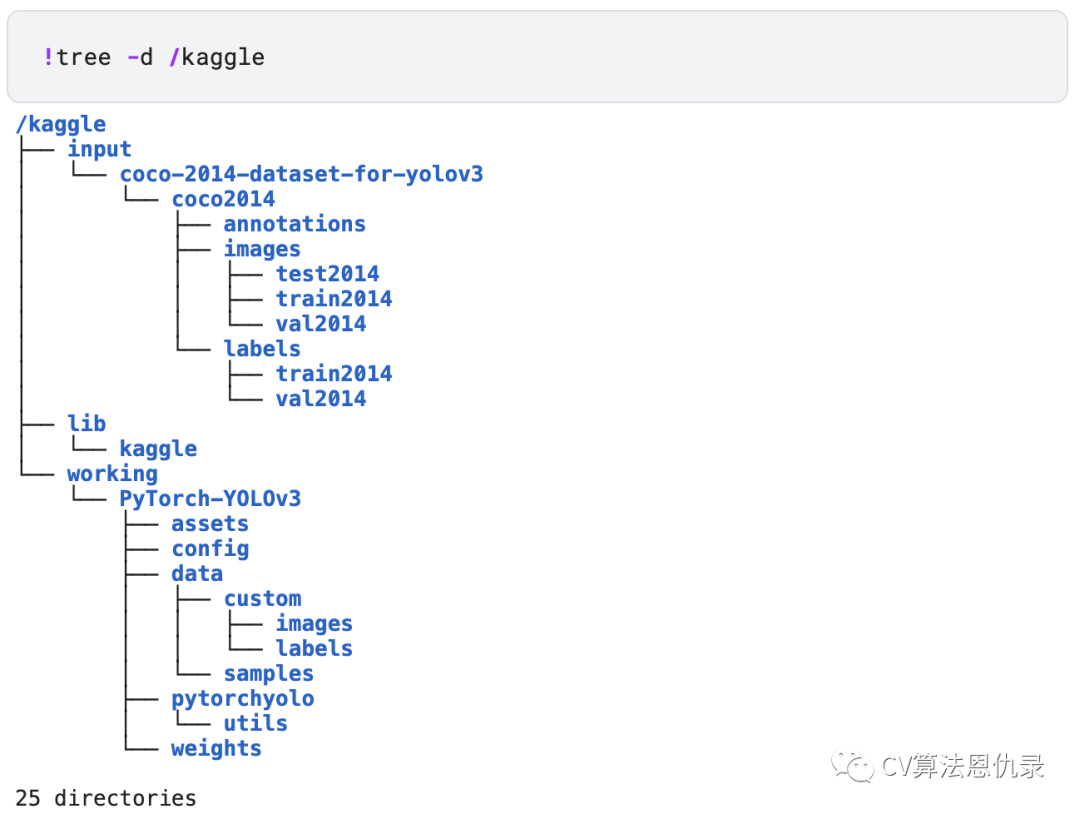 !tree -d /kaggle
/kaggle
├── input
│   └── coco-2014-dataset-for-yolov3
│       └── coco2014
│           ├── annotations
│           ├── images
│           │   ├── test2014
│           │   ├── train2014
│           │   └── val2014
│           └── labels
│               ├── train2014
│               └── val2014
├── lib
│   └── kaggle
└── working
    └── PyTorch-YOLOv3
        ├── assets
        ├── config
        ├── data
        │   ├── custom
        │   │   ├── images
        │   │   └── labels
        │   └── samples
        ├── pytorchyolo
        │   └── utils
        └── weights
CV算法恩仇录
25 directories